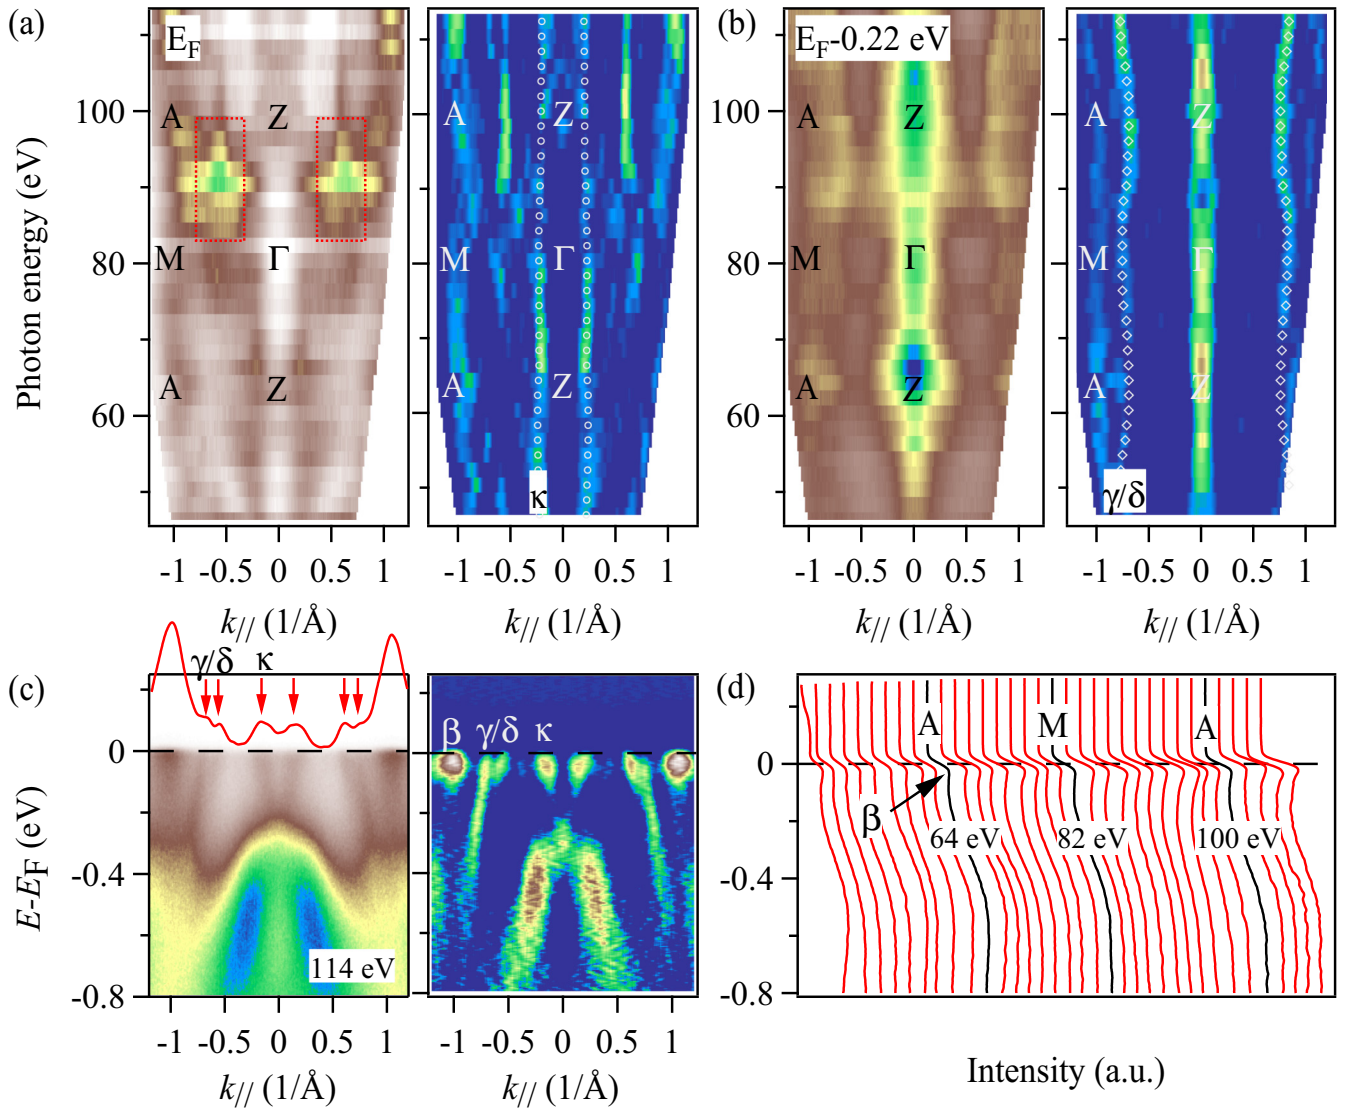 (a)
E_F
A
Z
M
Γ
A
Z
100
80
60
Photon energy (eV)
-1 -0.5 0 0.5 1
k// (1/Å)
A
Z
M
Γ
A
Z
κ
-1 -0.5 0 0.5 1
k// (1/Å)
(b)
E_F-0.22 eV
A
Z
M
Γ
A
Z
100
80
60
-1 -0.5 0 0.5 1
k// (1/Å)
A
Z
M
Γ
A
Z
γ/δ
-1 -0.5 0 0.5 1
k// (1/Å)
(c)
γ/δ κ
0
-0.4
-0.8
E-E_F (eV)
114 eV
-1 -0.5 0 0.5 1
k// (1/Å)
β γ/δ κ
-1 -0.5 0 0.5 1
k// (1/Å)
(d)
A M A
0
-0.4
-0.8
β
64 eV 82 eV 100 eV
Intensity (a.u.)